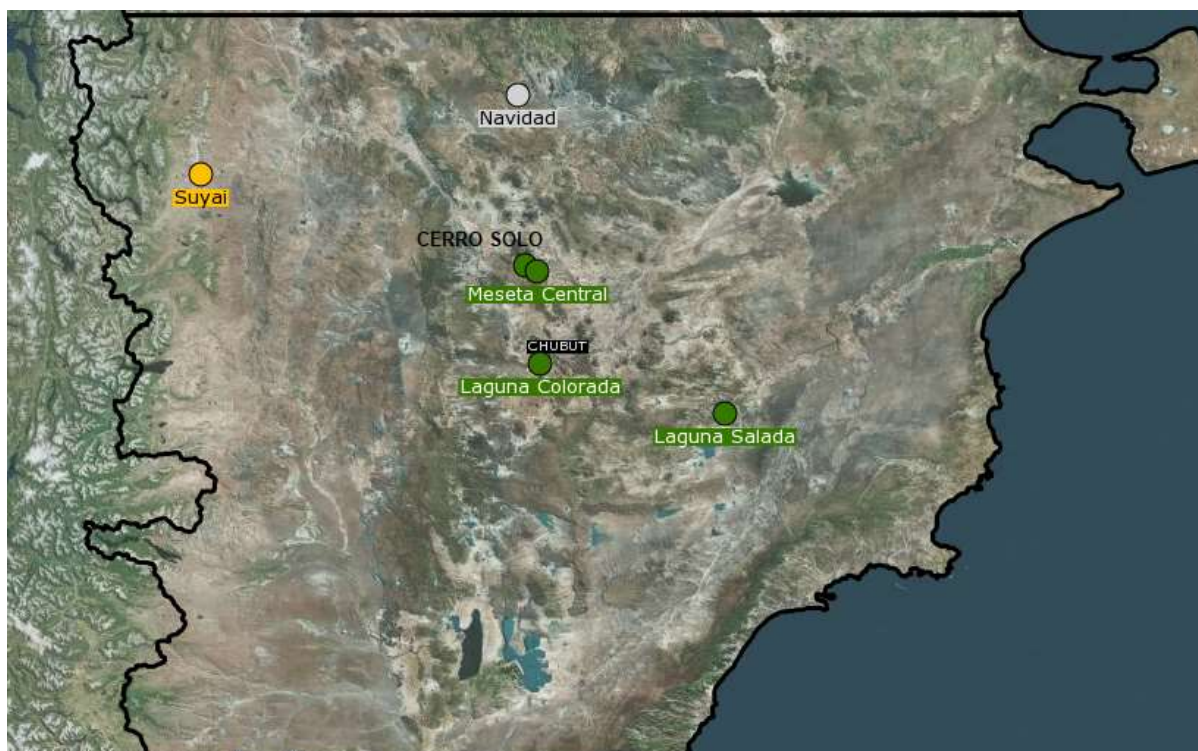 Navidad
Suyai
CERRO SOLO
Meseta Central
CHUBUT
Laguna Colorada
Laguna Salada